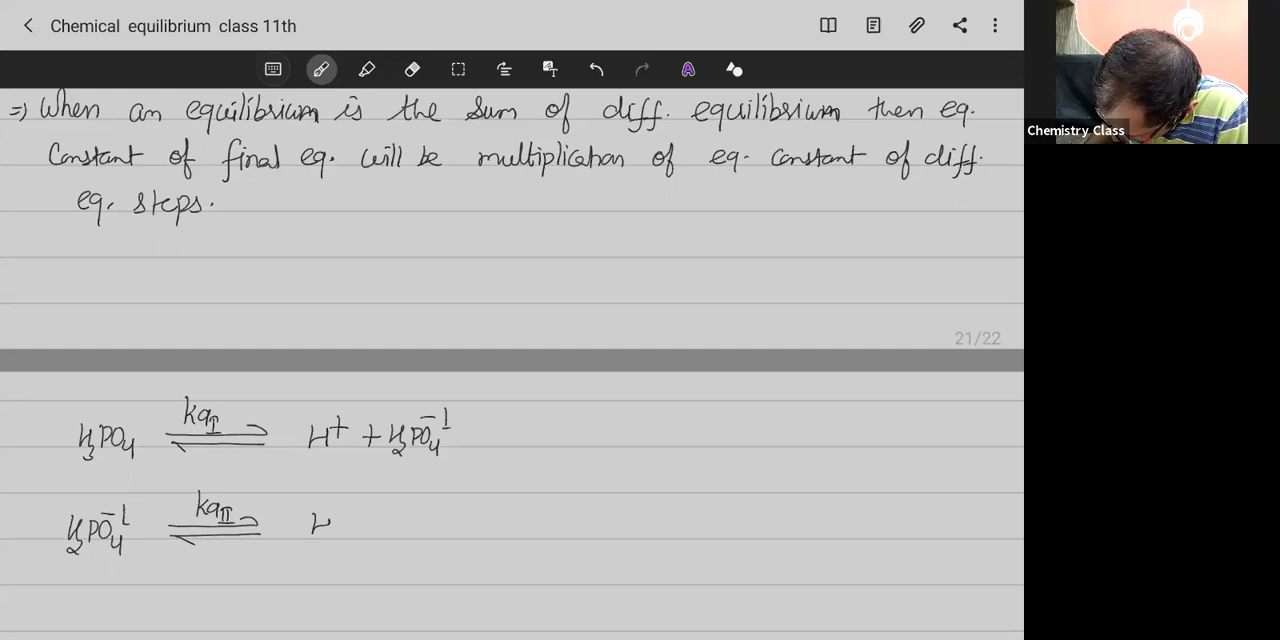 Chemical equilibrium class 11th
=) When an equilibrium is the sum of diff. equilibrium then eq.
Constant of final eq. will be multiplication of eq. constant of diff.
eq. steps.
Chemistry Class
21/22
H₃PO₄ ⇌ kaI H⁺ + H₂PO₄⁻¹
H₂PO₄⁻¹ ⇌ kaII H